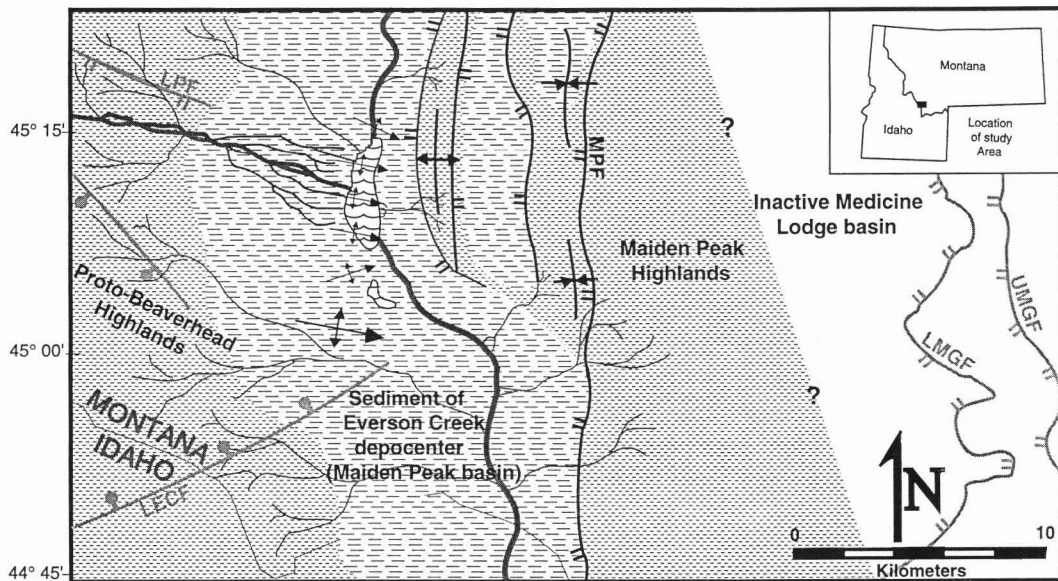 LPF
45° 15'
MPF
?
Montana
Idaho
Location
of study
Area
Inactive Medicine
Lodge basin
Maiden Peak
Highlands
Proto-Beaverhead
Highlands
UMGF
LMGF
45° 00'
?
MONTANA
IDAHO
LECF
Sediment of
Everson Creek
depocenter
(Maiden Peak basin)
N
0
10
Kilometers
44° 45'